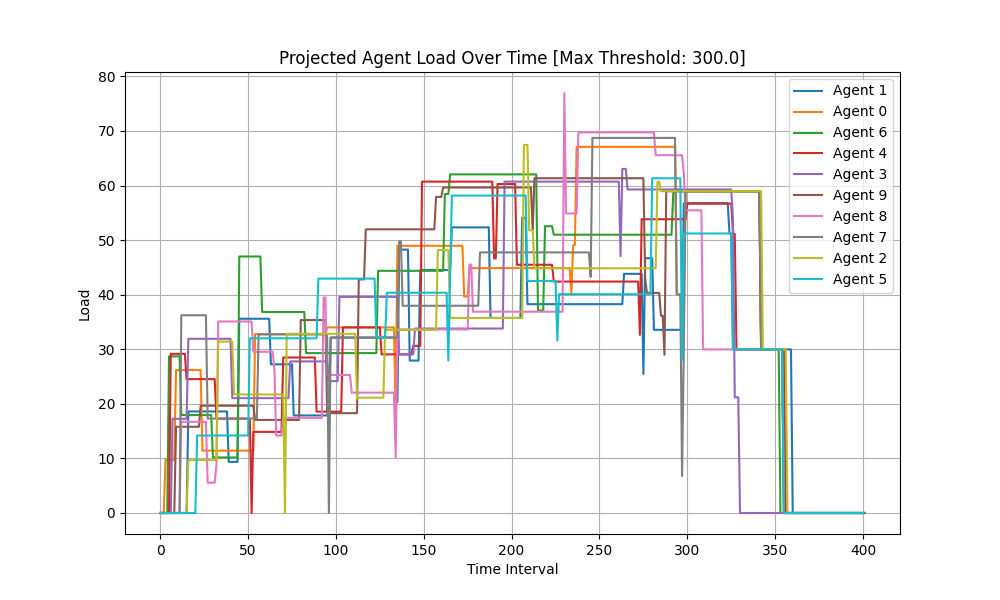 Projected Agent Load Over Time [Max Threshold: 300.0]
80
70
60
50
40
30
20
10
0
Load
0
50
100
150
200
250
300
350
400
Time Interval
Agent 1
Agent 0
Agent 6
Agent 4
Agent 3
Agent 9
Agent 8
Agent 7
Agent 2
Agent 5